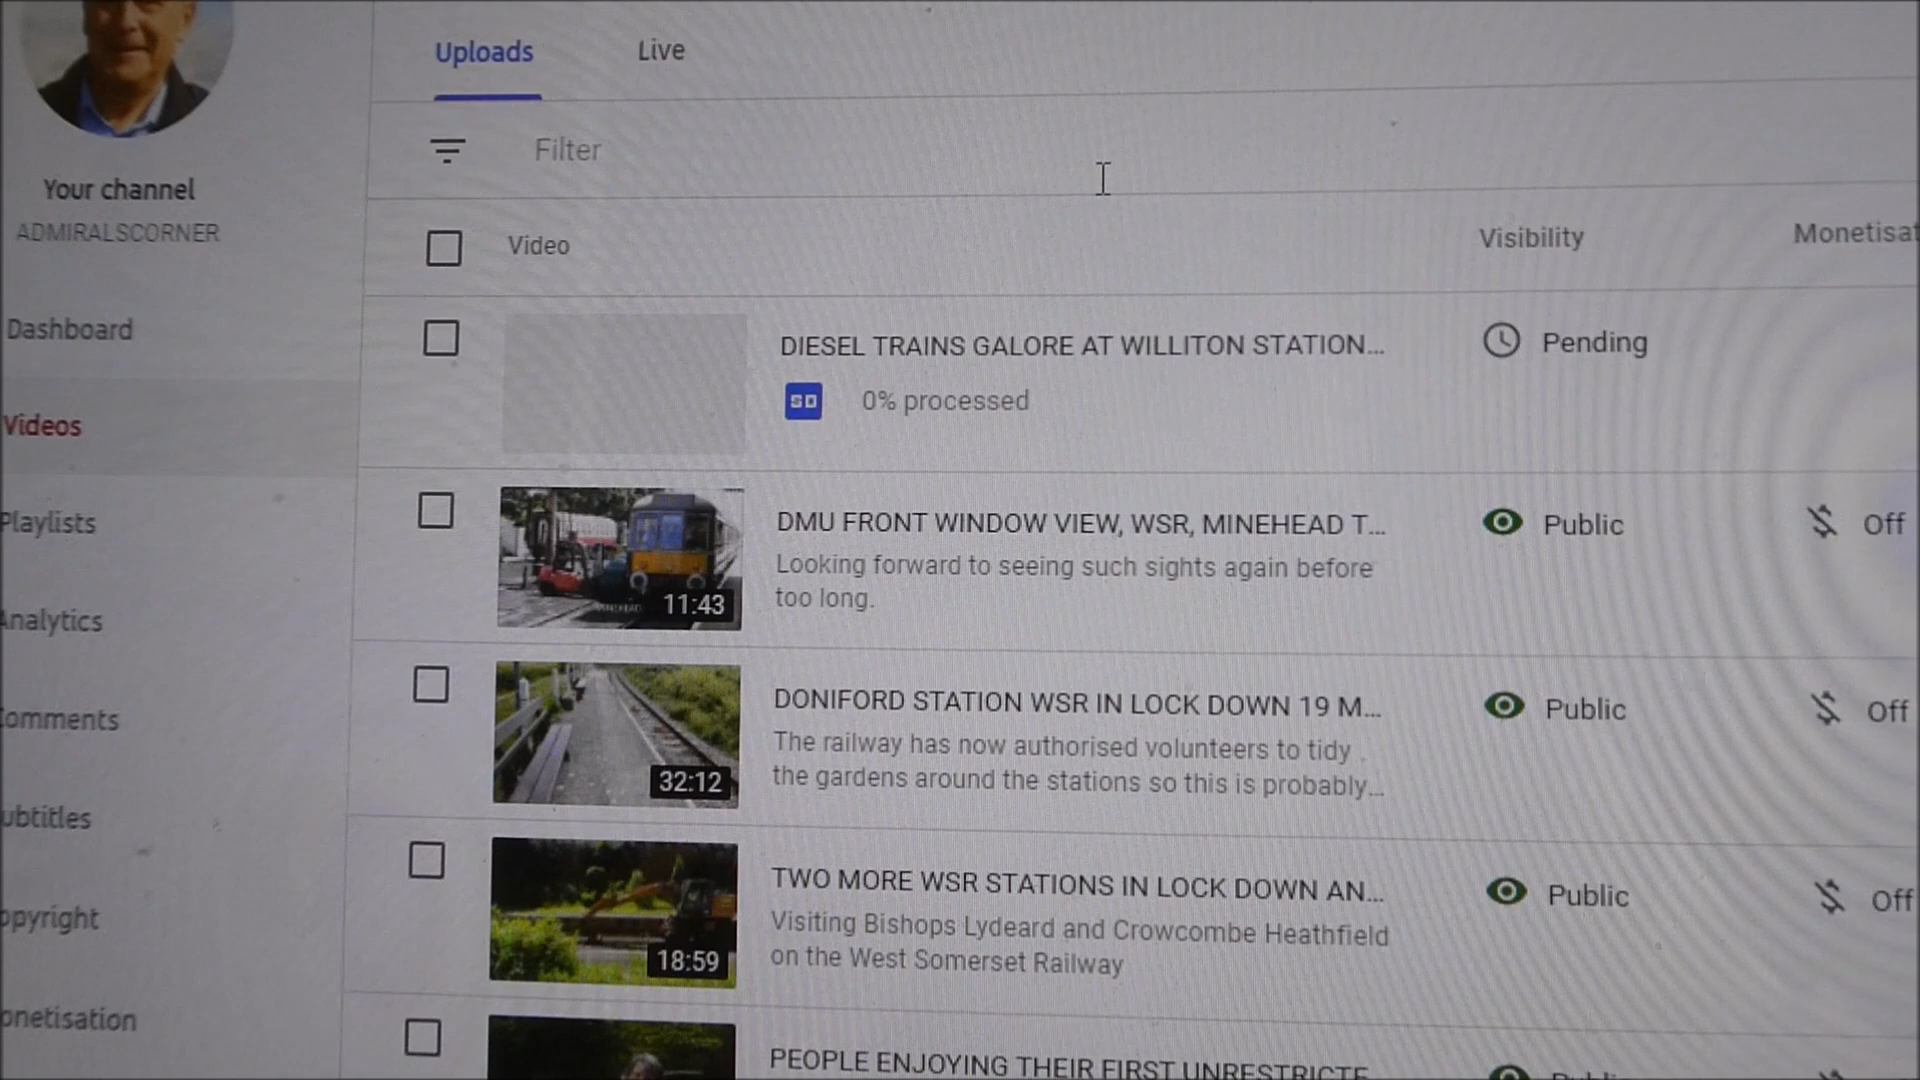 Uploads
Live
Filter
Your channel
ADMIRALSCORNER
Video
Visibility
Monetisat
Dashboard
DIESEL TRAINS GALORE AT WILLITON STATION...
Pending
SD
0% processed
Videos
Playlists
DMU FRONT WINDOW VIEW, WSR, MINEHEAD T...
Public
Off
Looking forward to seeing such sights again before
too long.
11:43
Analytics
DONIFORD STATION WSR IN LOCK DOWN 19 M...
Public
Off
omments
The railway has now authorised volunteers to tidy
the gardens around the stations so this is probably...
32:12
ubtitles
TWO MORE WSR STATIONS IN LOCK DOWN AN...
Public
Off
opyright
Visiting Bishops Lydeard and Crowcombe Heathfield
on the West Somerset Railway
18:59
onetisation
PEOPLE ENJOYING THEIR FIRST UNRESTRICTE
Public